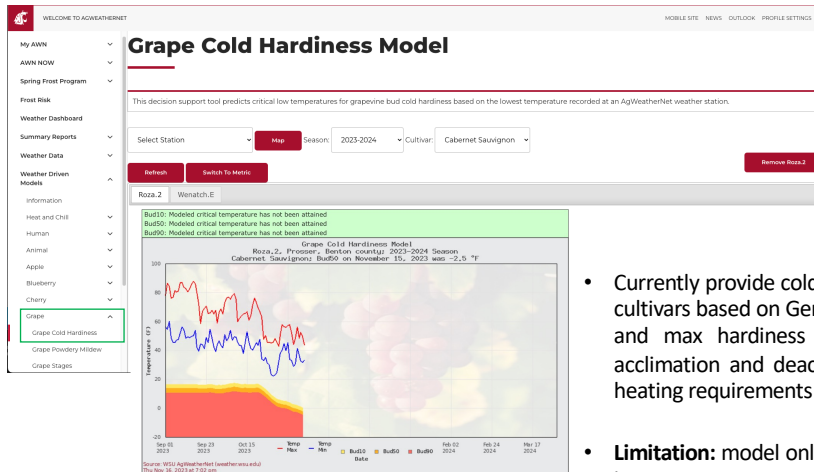 WELCOME TO AGWEATHERNET
MOBILE SITE NEWS OUTLOOK PROFILE SETTINGS
My AWN
AWN NOW
Spring Frost Program
Frost Risk
Weather Dashboard
Summary Reports
Weather Data
Weather Driven
Models
Information
Heat and Chill
Human
Animal
Apple
Blueberry
Cherry
Grape
Grape Cold Hardiness
Grape Powdery Mildew
Grape Stages
Grape Cold Hardiness Model
This decision support tool predicts critical low temperatures for grapevine bud cold hardiness based on the lowest temperature recorded at an AgWeatherNet weather station.
Select Station Map Season: 2023-2024 Cultivar: Cabernet Sauvignon
Remove Roza.2
Refresh Switch To Metric
Roza.2 Wenatch.E
Bud10: Modeled critical temperature has not been attained
Bud50: Modeled critical temperature has not been attained
Bud90: Modeled critical temperature has not been attained
Grape Cold Hardiness Model
Roza.2, Prosser, Benton county; 2023-2024 Season
Cabernet Sauvignon; Bud50 on November 15, 2023 was -2.5 °F
Temperature (F)
100
80
60
40
20
0
-20
Sep 01 2023
Sep 23 2023
Oct 15 2023
Temp Max
Temp Min
Bud10
Bud50
Bud90
Feb 02 2024
Feb 24 2024
Mar 17 2024
Date
Source: WSU AgWeatherNet (weather.wsu.edu)
Thu Nov 16, 2023 at 7:02 pm
• Currently provide cold
cultivars based on Ger
and max hardiness
acclimation and deac
heating requirements
• Limitation: model onl